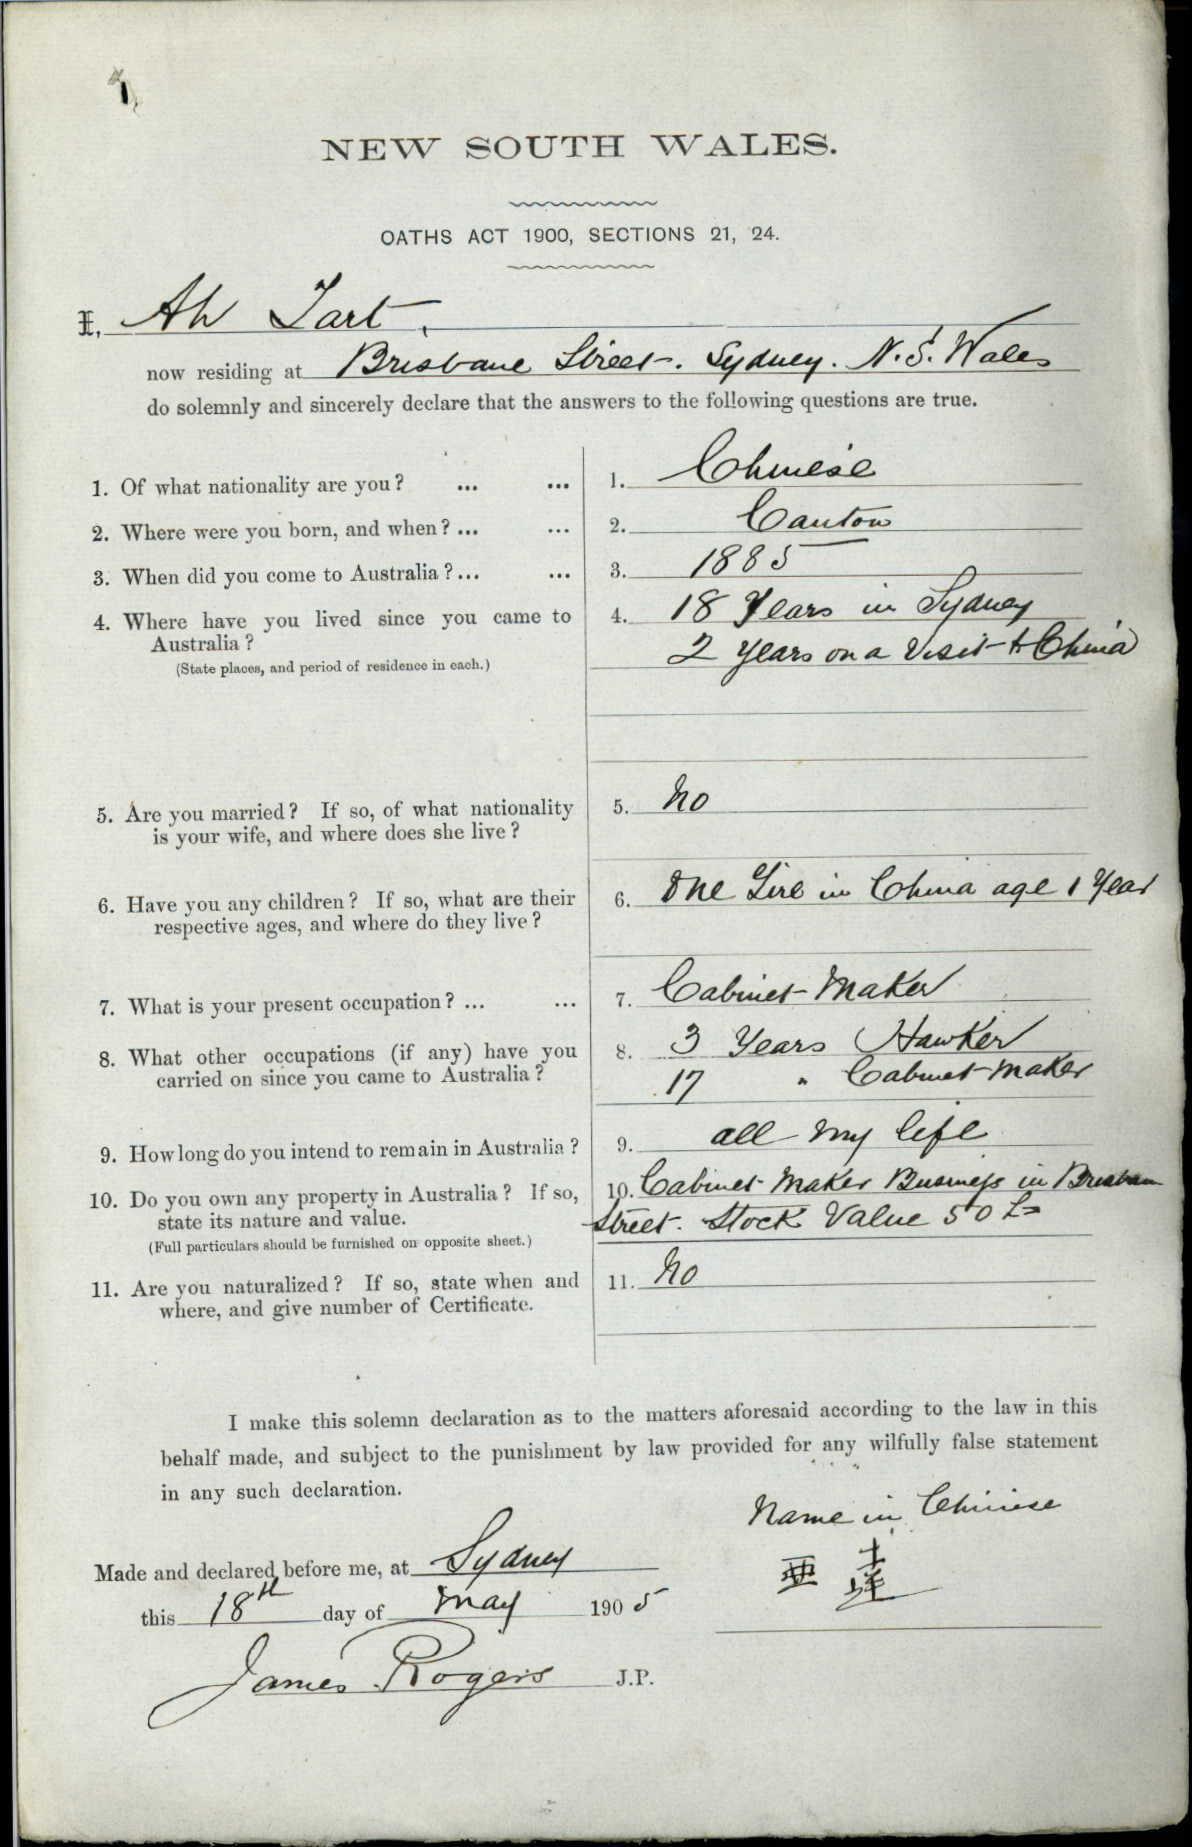 NEW SOUTH WALES.
OATHS ACT 1900, SECTIONS 21, 24.
I, Ah Tart,
now residing at Brisbane Street. Sydney. N.S. Wales
do solemnly and sincerely declare that the answers to the following questions are true.
1. Of what nationality are you? ... ... 1. Chinese
2. Where were you born, and when? ... ... 2. Canton
3. When did you come to Australia? ... ... 3. 1885
4. Where have you lived since you came to 4. 18 Years in Sydney
Australia? 2 years on a visit to China
(State places, and period of residence in each.)
5. Are you married? If so, of what nationality 5. No
is your wife, and where does she live?
6. Have you any children? If so, what are their 6. One Girl in China age 1 Year
respective ages, and where do they live?
7. What is your present occupation? ... ... 7. Cabinet Maker
8. What other occupations (if any) have you 8. 3 Years Hawker
carried on since you came to Australia? 17 " Cabinet Maker
9. How long do you intend to remain in Australia? 9. all my life
10. Do you own any property in Australia? If so, 10. Cabinet Maker Business in Brisbane
state its nature and value. Street. Stock Value 50 £=
(Full particulars should be furnished on opposite sheet.)
11. Are you naturalized? If so, state when and 11. No
where, and give number of Certificate.
I make this solemn declaration as to the matters aforesaid according to the law in this
behalf made, and subject to the punishment by law provided for any wilfully false statement
in any such declaration.
Name in Chinese
亜達
Made and declared before me, at Sydney
this 18th day of May 1905
James Rogers J.P.